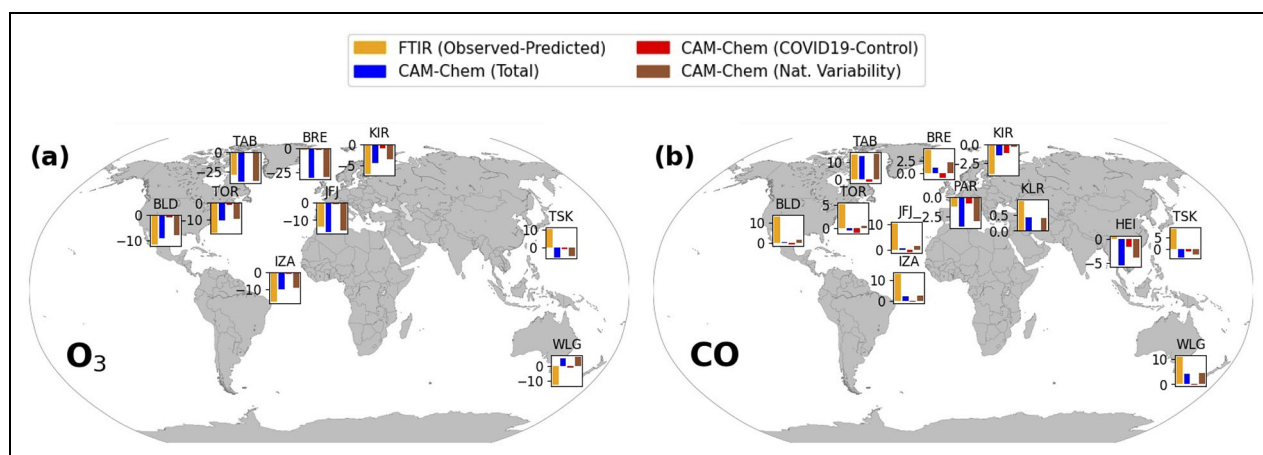 FTIR (Observed-Predicted)
CAM-Chem (Total)
CAM-Chem (COVID19-Control)
CAM-Chem (Nat. Variability)
(a)
TAB
0
−25
BRE
0
−25
KIR
0
−5
BLD
0
−10
TOR
0
−10
JFJ
0
−10
TSK
10
0
IZA
0
−10
WLG
0
−10
O₃
(b)
TAB
10
0
BRE
2.5
0.0
KIR
0.0
−2.5
BLD
10
0
TOR
5
0
JFJ
10
0
PAR
0.0
−2.5
KLR
0.5
0.0
HEI
0
−5
TSK
5
0
IZA
10
0
WLG
10
0
CO